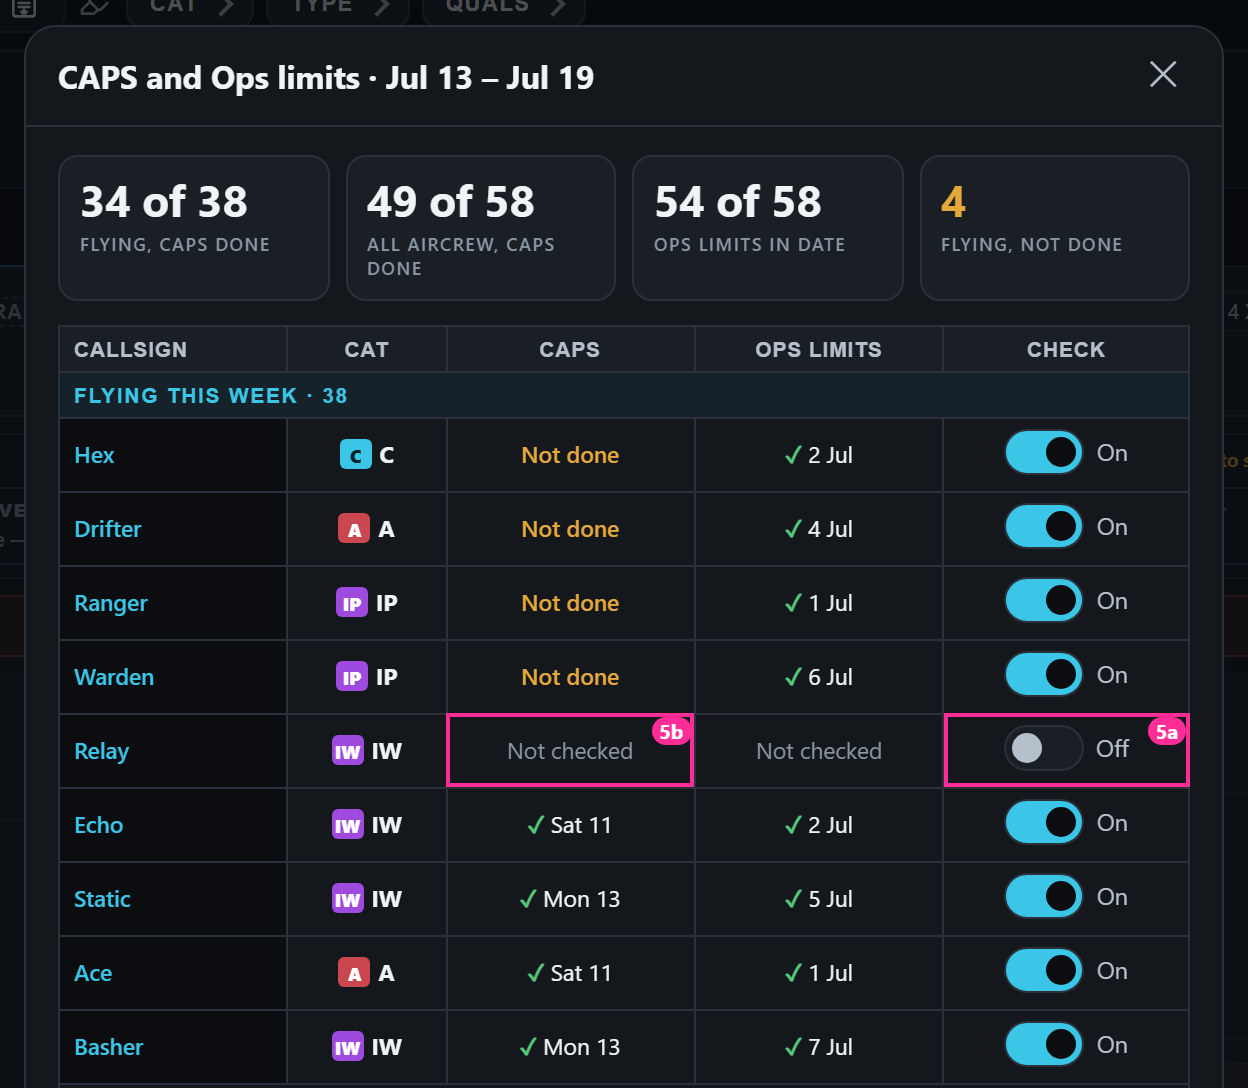 CAT TYPE QUALS
CAPS and Ops limits · Jul 13 – Jul 19
34 of 38
FLYING, CAPS DONE
49 of 58
ALL AIRCREW, CAPS
DONE
54 of 58
OPS LIMITS IN DATE
4
FLYING, NOT DONE
CALLSIGN CAT CAPS OPS LIMITS CHECK
FLYING THIS WEEK · 38
Hex C C Not done ✓ 2 Jul On
Drifter A A Not done ✓ 4 Jul On
Ranger IP IP Not done ✓ 1 Jul On
Warden IP IP Not done ✓ 6 Jul On
Relay IW IW Not checked 5b Not checked Off 5a
Echo IW IW ✓ Sat 11 ✓ 2 Jul On
Static IW IW ✓ Mon 13 ✓ 5 Jul On
Ace A A ✓ Sat 11 ✓ 1 Jul On
Basher IW IW ✓ Mon 13 ✓ 7 Jul On